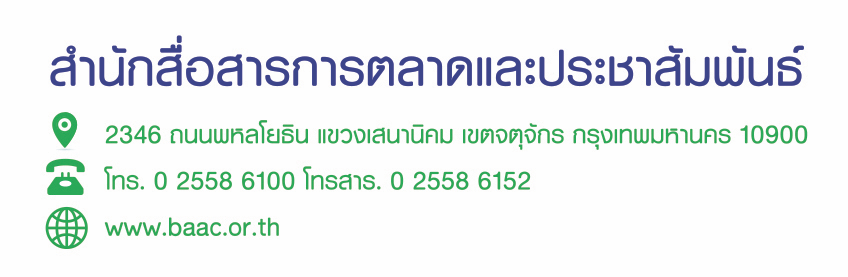 สำนักสื่อสารการตลาดและประชาสัมพันธ์
2346 ถนนพหลโยธิน แขวงเสนานิคม เขตจตุจักร กรุงเทพมหานคร 10900
โทร. 0 2558 6100 โทรสาร. 0 2558 6152
www.baac.or.th